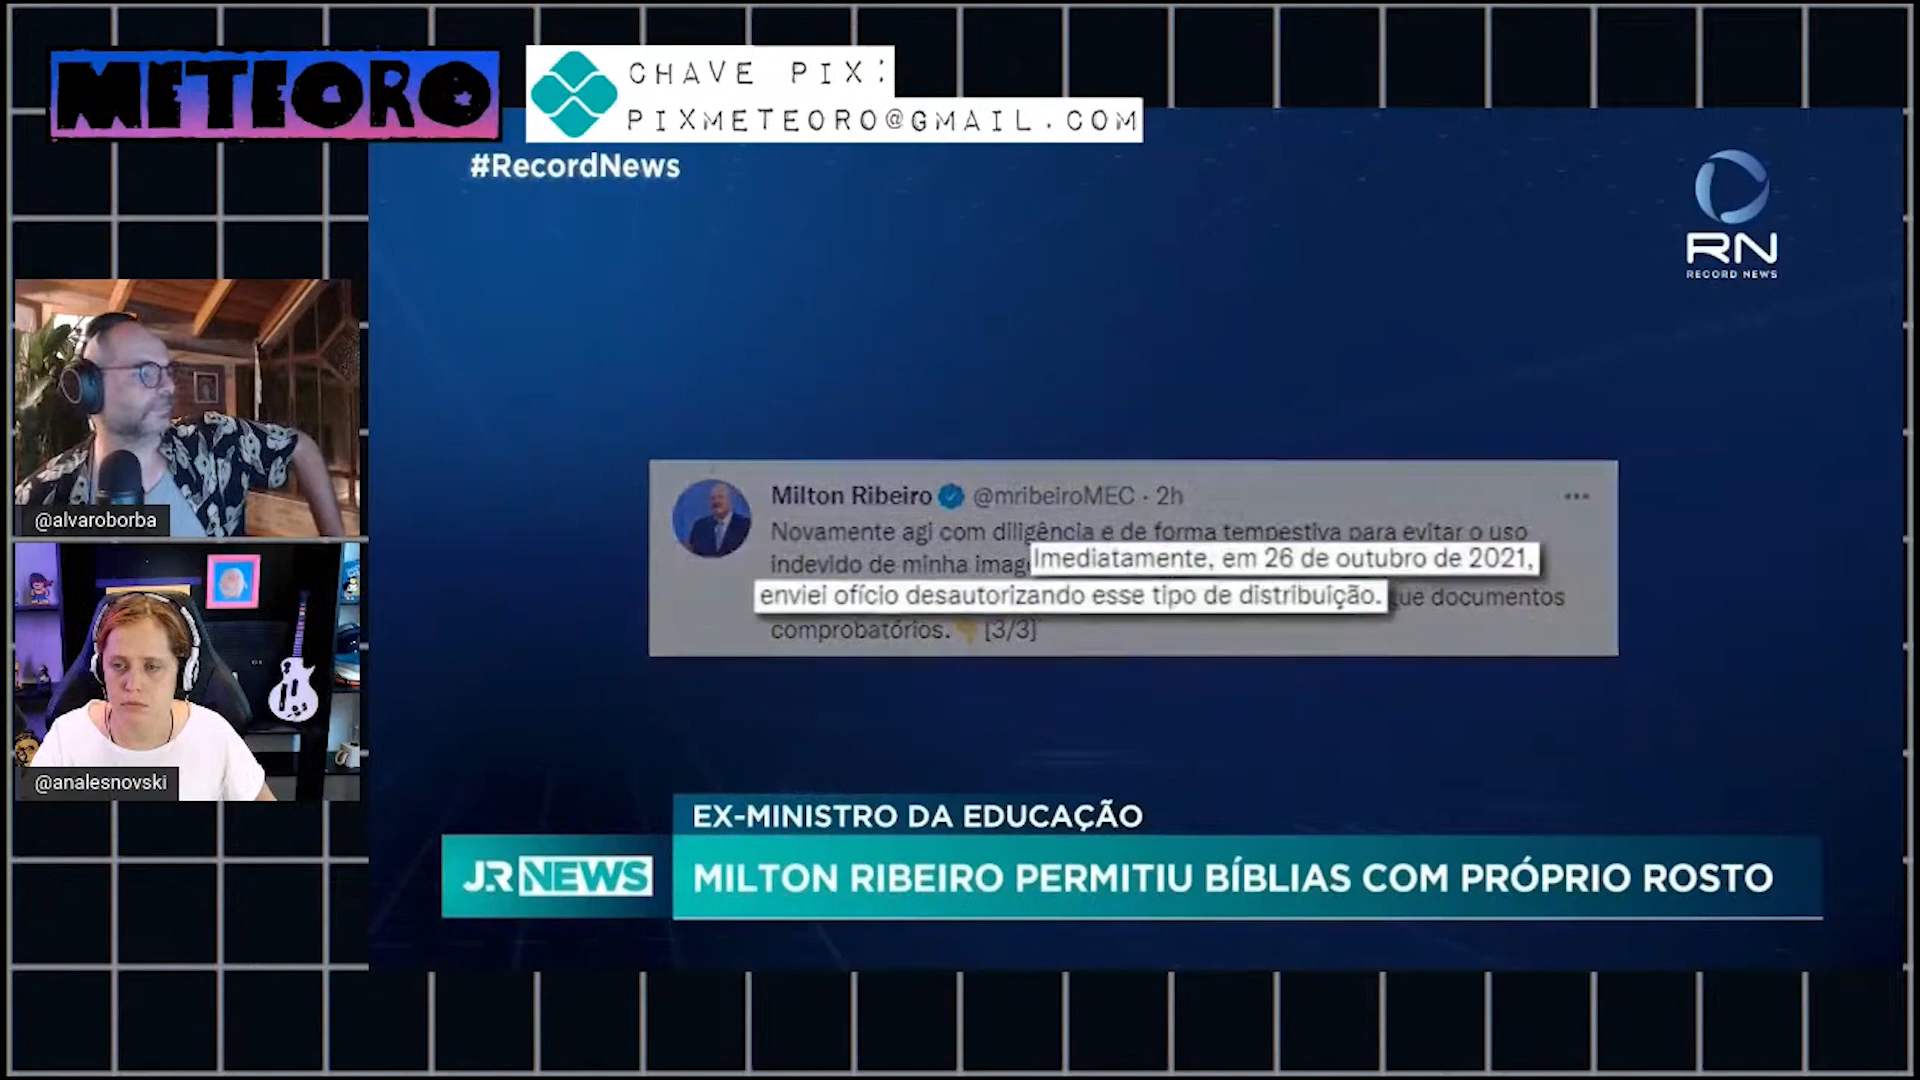 METEORO
CHAVE PIX:
PIXMETEORO@GMAIL.COM
#RecordNews
RN
RECORD NEWS
@alvaroborba
@analesnovski
Milton Ribeiro @mribeiroMEC · 2h
Novamente agi com diligência e de forma tempestiva para evitar o uso
indevido de minha imag Imediatamente, em 26 de outubro de 2021,
enviei ofício desautorizando esse tipo de distribuição. ue documentos
comprobatórios. [3/3]
EX-MINISTRO DA EDUCAÇÃO
JR NEWS
MILTON RIBEIRO PERMITIU BÍBLIAS COM PRÓPRIO ROSTO